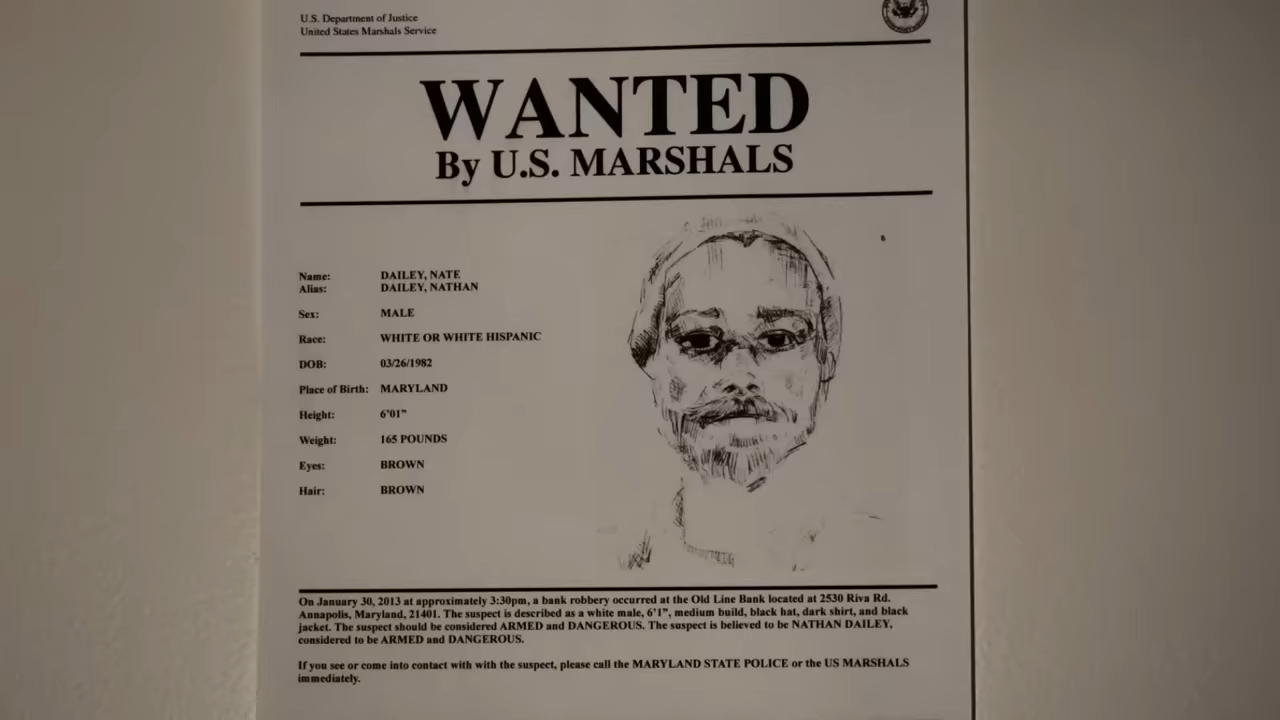 U.S. Department of Justice
United States Marshals Service
WANTED
By U.S. MARSHALS
Name: DAILEY, NATE
Alias: DAILEY, NATHAN
Sex: MALE
Race: WHITE OR WHITE HISPANIC
DOB: 03/26/1982
Place of Birth: MARYLAND
Height: 6'01"
Weight: 165 POUNDS
Eyes: BROWN
Hair: BROWN
On January 30, 2013 at approximately 3:30pm, a bank robbery occurred at the Old Line Bank located at 2530 Riva Rd.
Annapolis, Maryland, 21401. The suspect is described as a white male, 6'1", medium build, black hat, dark shirt, and black
jacket. The suspect should be considered ARMED and DANGEROUS. The suspect is believed to be NATHAN DAILEY,
considered to be ARMED and DANGEROUS.
If you see or come into contact with with the suspect, please call the MARYLAND STATE POLICE or the US MARSHALS
immediately.